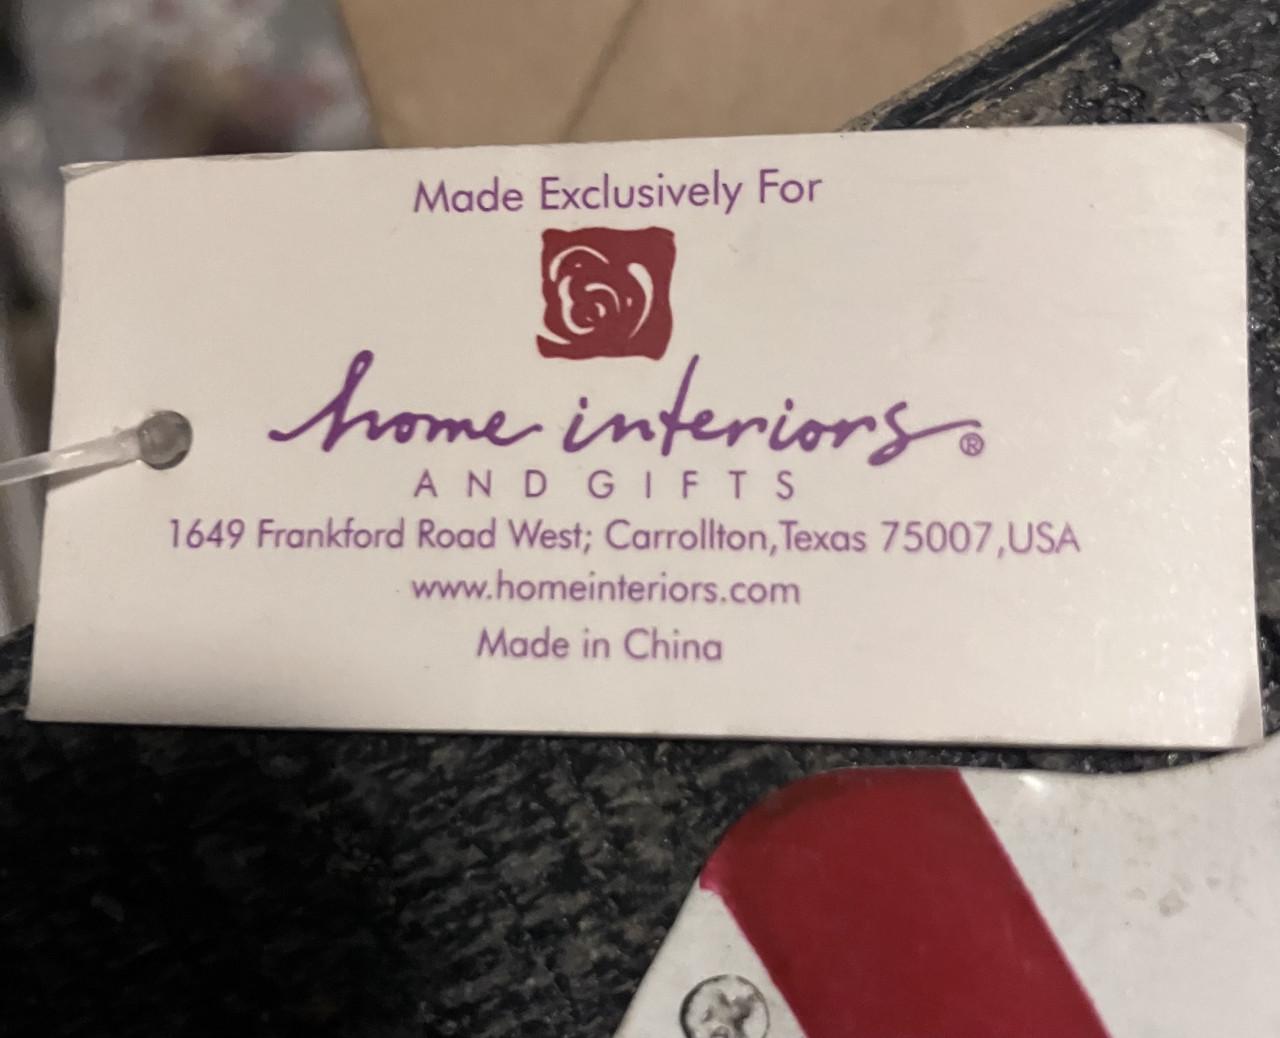 Made Exclusively For
home interiors®
AND GIFTS
1649 Frankford Road West; Carrollton,Texas 75007,USA
www.homeinteriors.com
Made in China